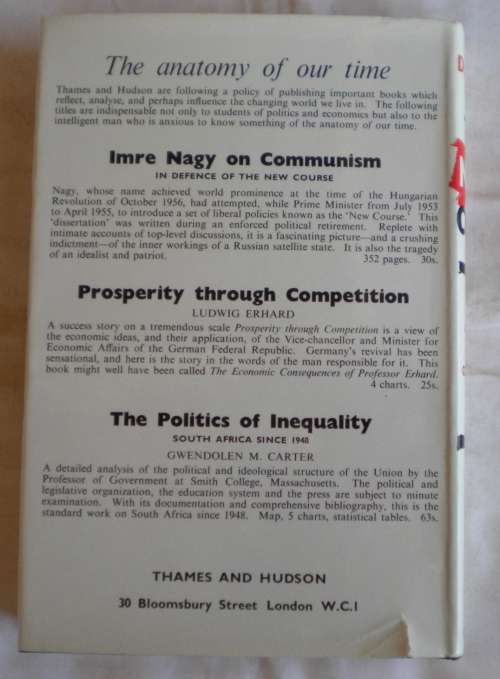 The anatomy of our time
Thames and Hudson are following a policy of publishing important books which
reflect, analyse, and perhaps influence the changing world we live in. The following
titles are indispensable not only to students of politics and economics but also to the
intelligent man who is anxious to know something of the anatomy of our time.
Imre Nagy on Communism
IN DEFENCE OF THE NEW COURSE
Nagy, whose name achieved world prominence at the time of the Hungarian
Revolution of October 1956, had attempted, while Prime Minister from July 1953
to April 1955, to introduce a set of liberal policies known as the 'New Course.' This
'dissertation' was written during an enforced political retirement. Replete with
intimate accounts of top-level discussions, it is a fascinating picture—and a crushing
indictment—of the inner workings of a Russian satellite state. It is also the tragedy
of an idealist and patriot. 352 pages. 30s.
Prosperity through Competition
LUDWIG ERHARD
A success story on a tremendous scale Prosperity through Competition is a view of
the economic ideas, and their application, of the Vice-chancellor and Minister for
Economic Affairs of the German Federal Republic. Germany's revival has been
sensational, and here is the story in the words of the man responsible for it. This
book might well have been called The Economic Consequences of Professor Erhard.
4 charts. 25s.
The Politics of Inequality
SOUTH AFRICA SINCE 1948
GWENDOLEN M. CARTER
A detailed analysis of the political and ideological structure of the Union by the
Professor of Government at Smith College, Massachusetts. The political and
legislative organization, the education system and the press are subject to minute
examination. With its documentation and comprehensive bibliography, this is the
standard work on South Africa since 1948. Map, 5 charts, statistical tables. 63s.
THAMES AND HUDSON
30 Bloomsbury Street London W.C.1